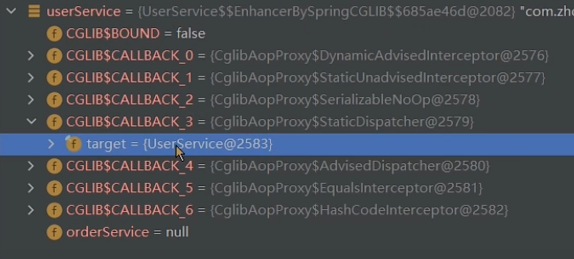 userService = {UserService$$EnhancerBySpringCGLIB$$685ae46d@2082} "com.zho
CGLIB$BOUND = false
CGLIB$CALLBACK_0 = {CglibAopProxy$DynamicAdvisedInterceptor@2576}
CGLIB$CALLBACK_1 = {CglibAopProxy$StaticUnadvisedInterceptor@2577}
CGLIB$CALLBACK_2 = {CglibAopProxy$SerializableNoOp@2578}
CGLIB$CALLBACK_3 = {CglibAopProxy$StaticDispatcher@2579}
target = {UserService@2583}
CGLIB$CALLBACK_4 = {CglibAopProxy$AdvisedDispatcher@2580}
CGLIB$CALLBACK_5 = {CglibAopProxy$EqualsInterceptor@2581}
CGLIB$CALLBACK_6 = {CglibAopProxy$HashCodeInterceptor@2582}
orderService = null